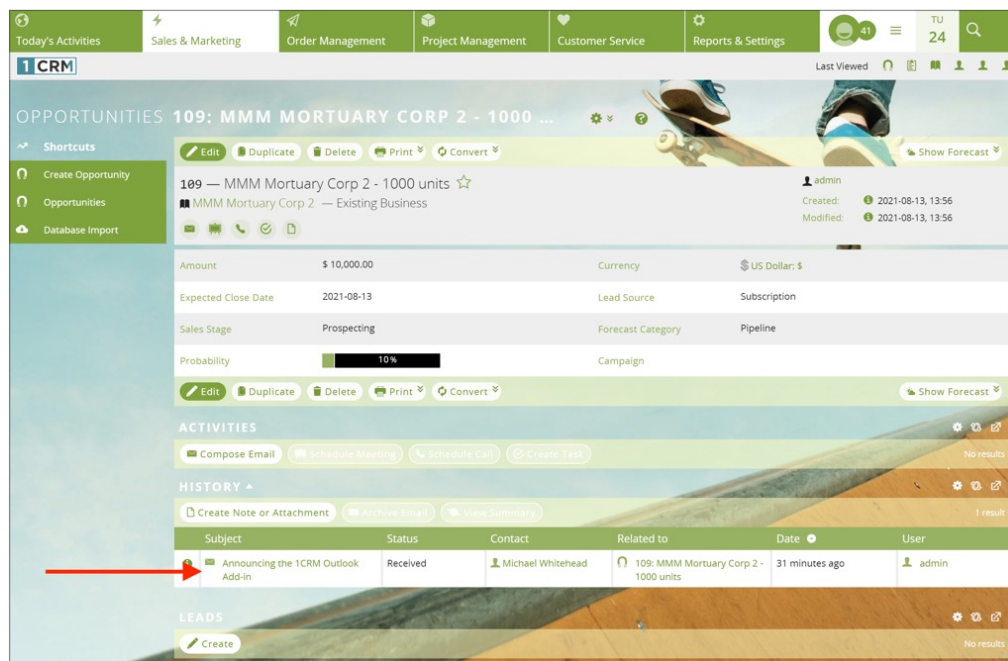 Today's Activities
Sales & Marketing
Order Management
Project Management
Customer Service
Reports & Settings
41
TU
24
1 CRM
Last Viewed
OPPORTUNITIES 109: MMM MORTUARY CORP 2 - 1000 ...
Shortcuts
Create Opportunity
Opportunities
Database Import
Edit Duplicate Delete Print Convert Show Forecast
109 — MMM Mortuary Corp 2 - 1000 units
MMM Mortuary Corp 2 — Existing Business
admin
Created: 2021-08-13, 13:56
Modified: 2021-08-13, 13:56
Amount $ 10,000.00 Currency US Dollar: $
Expected Close Date 2021-08-13 Lead Source Subscription
Sales Stage Prospecting Forecast Category Pipeline
Probability 10% Campaign
Edit Duplicate Delete Print Convert Show Forecast
ACTIVITIES
Compose Email Schedule Meeting Schedule Call Create Task No results
HISTORY
Create Note or Attachment Archive Email View Summary 1 result
Subject Status Contact Related to Date User
Announcing the 1CRM Outlook Add-in Received Michael Whitehead 109: MMM Mortuary Corp 2 - 1000 units 31 minutes ago admin
LEADS
Create No results